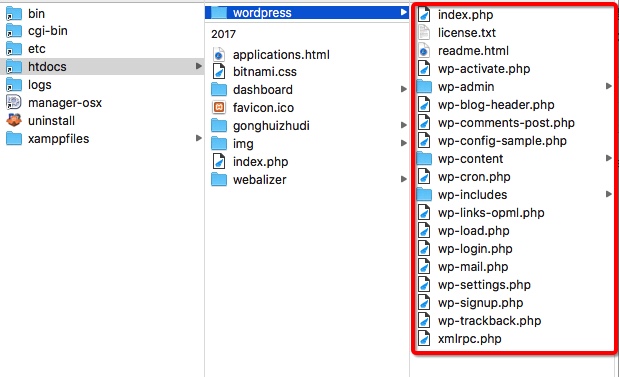 bin
cgi-bin
etc
htdocs
logs
manager-osx
uninstall
xamppfiles
wordpress
2017
applications.html
bitnami.css
dashboard
favicon.ico
gonghuizhudi
img
index.php
webalizer
index.php
license.txt
readme.html
wp-activate.php
wp-admin
wp-blog-header.php
wp-comments-post.php
wp-config-sample.php
wp-content
wp-cron.php
wp-includes
wp-links-opml.php
wp-load.php
wp-login.php
wp-mail.php
wp-settings.php
wp-signup.php
wp-trackback.php
xmlrpc.php